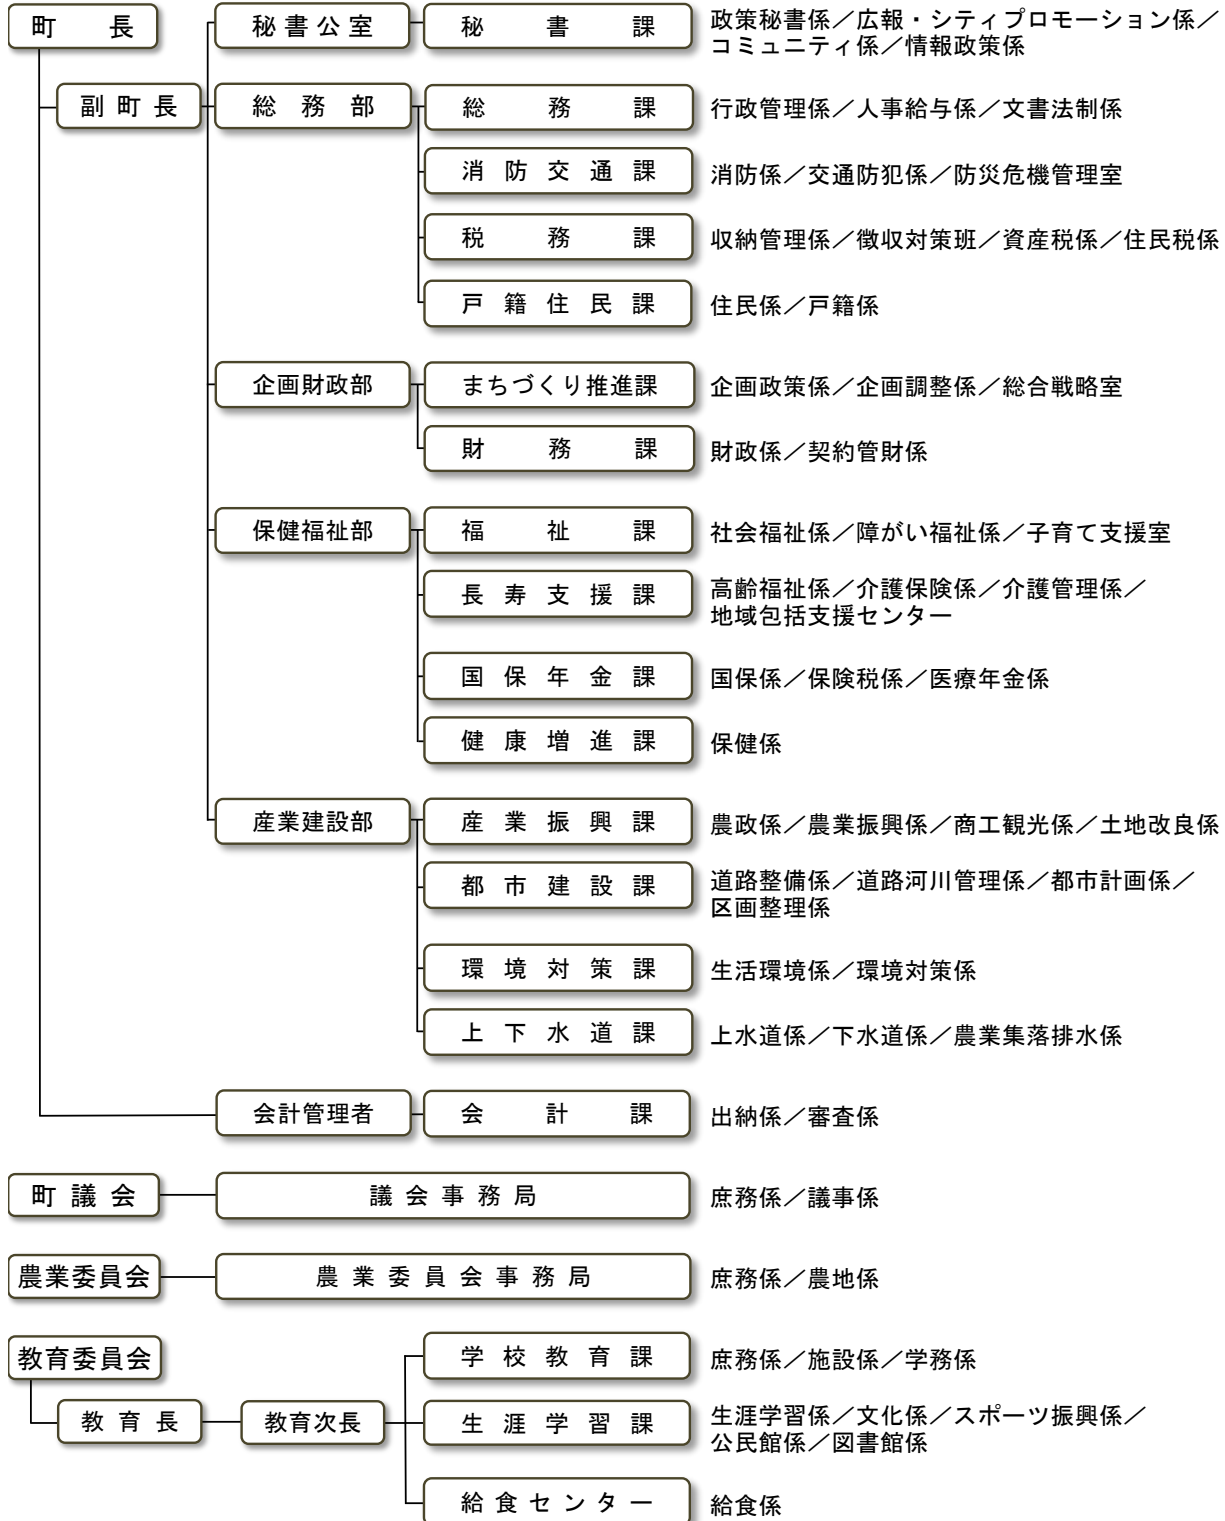 町長
秘書公室
秘書課
政策秘書係／広報・シティプロモーション係／
コミュニティ係／情報政策係
副町長
総務部
総務課
行政管理係／人事給与係／文書法制係
消防交通課
消防係／交通防犯係／防災危機管理室
税務課
収納管理係／徴収対策班／資産税係／住民税係
戸籍住民課
住民係／戸籍係
企画財政部
まちづくり推進課
企画政策係／企画調整係／総合戦略室
財務課
財政係／契約管財係
保健福祉部
福祉課
社会福祉係／障がい福祉係／子育て支援室
長寿支援課
高齢福祉係／介護保険係／介護管理係／
地域包括支援センター
国保年金課
国保係／保険税係／医療年金係
健康増進課
保健係
産業建設部
産業振興課
農政係／農業振興係／商工観光係／土地改良係
都市建設課
道路整備係／道路河川管理係／都市計画係／
区画整理係
環境対策課
生活環境係／環境対策係
上下水道課
上水道係／下水道係／農業集落排水係
会計管理者
会計課
出納係／審査係
町議会
議会事務局
庶務係／議事係
農業委員会
農業委員会事務局
庶務係／農地係
教育委員会
学校教育課
庶務係／施設係／学務係
教育長
教育次長
生涯学習課
生涯学習係／文化係／スポーツ振興係／
公民館係／図書館係
給食センター
給食係